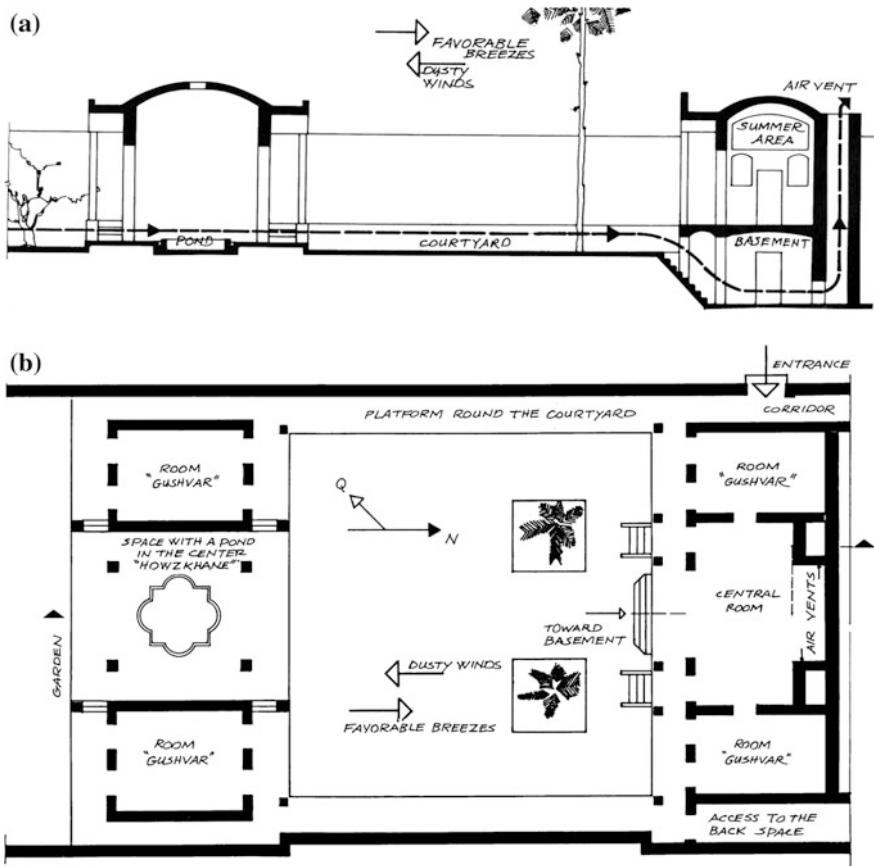 (a)
FAVORABLE
BREEZES
DUSTY
WINDS
AIR VENT
SUMMER
AREA
POND
COURTYARD
BASEMENT
(b)
ENTRANCE
PLATFORM ROUND THE COURTYARD
CORRIDOR
ROOM
"GUSHVAR"
ROOM
"GUSHVAR"
Q
N
SPACE WITH A POND
IN THE CENTER
"HOWZKHANE"
CENTRAL
ROOM
AIR VENTS
TOWARD
BASEMENT
GARDEN
DUSTY WINDS
FAVORABLE BREEZES
ROOM
"GUSHVAR"
ROOM
"GUSHVAR"
ACCESS TO THE
BACK SPACE